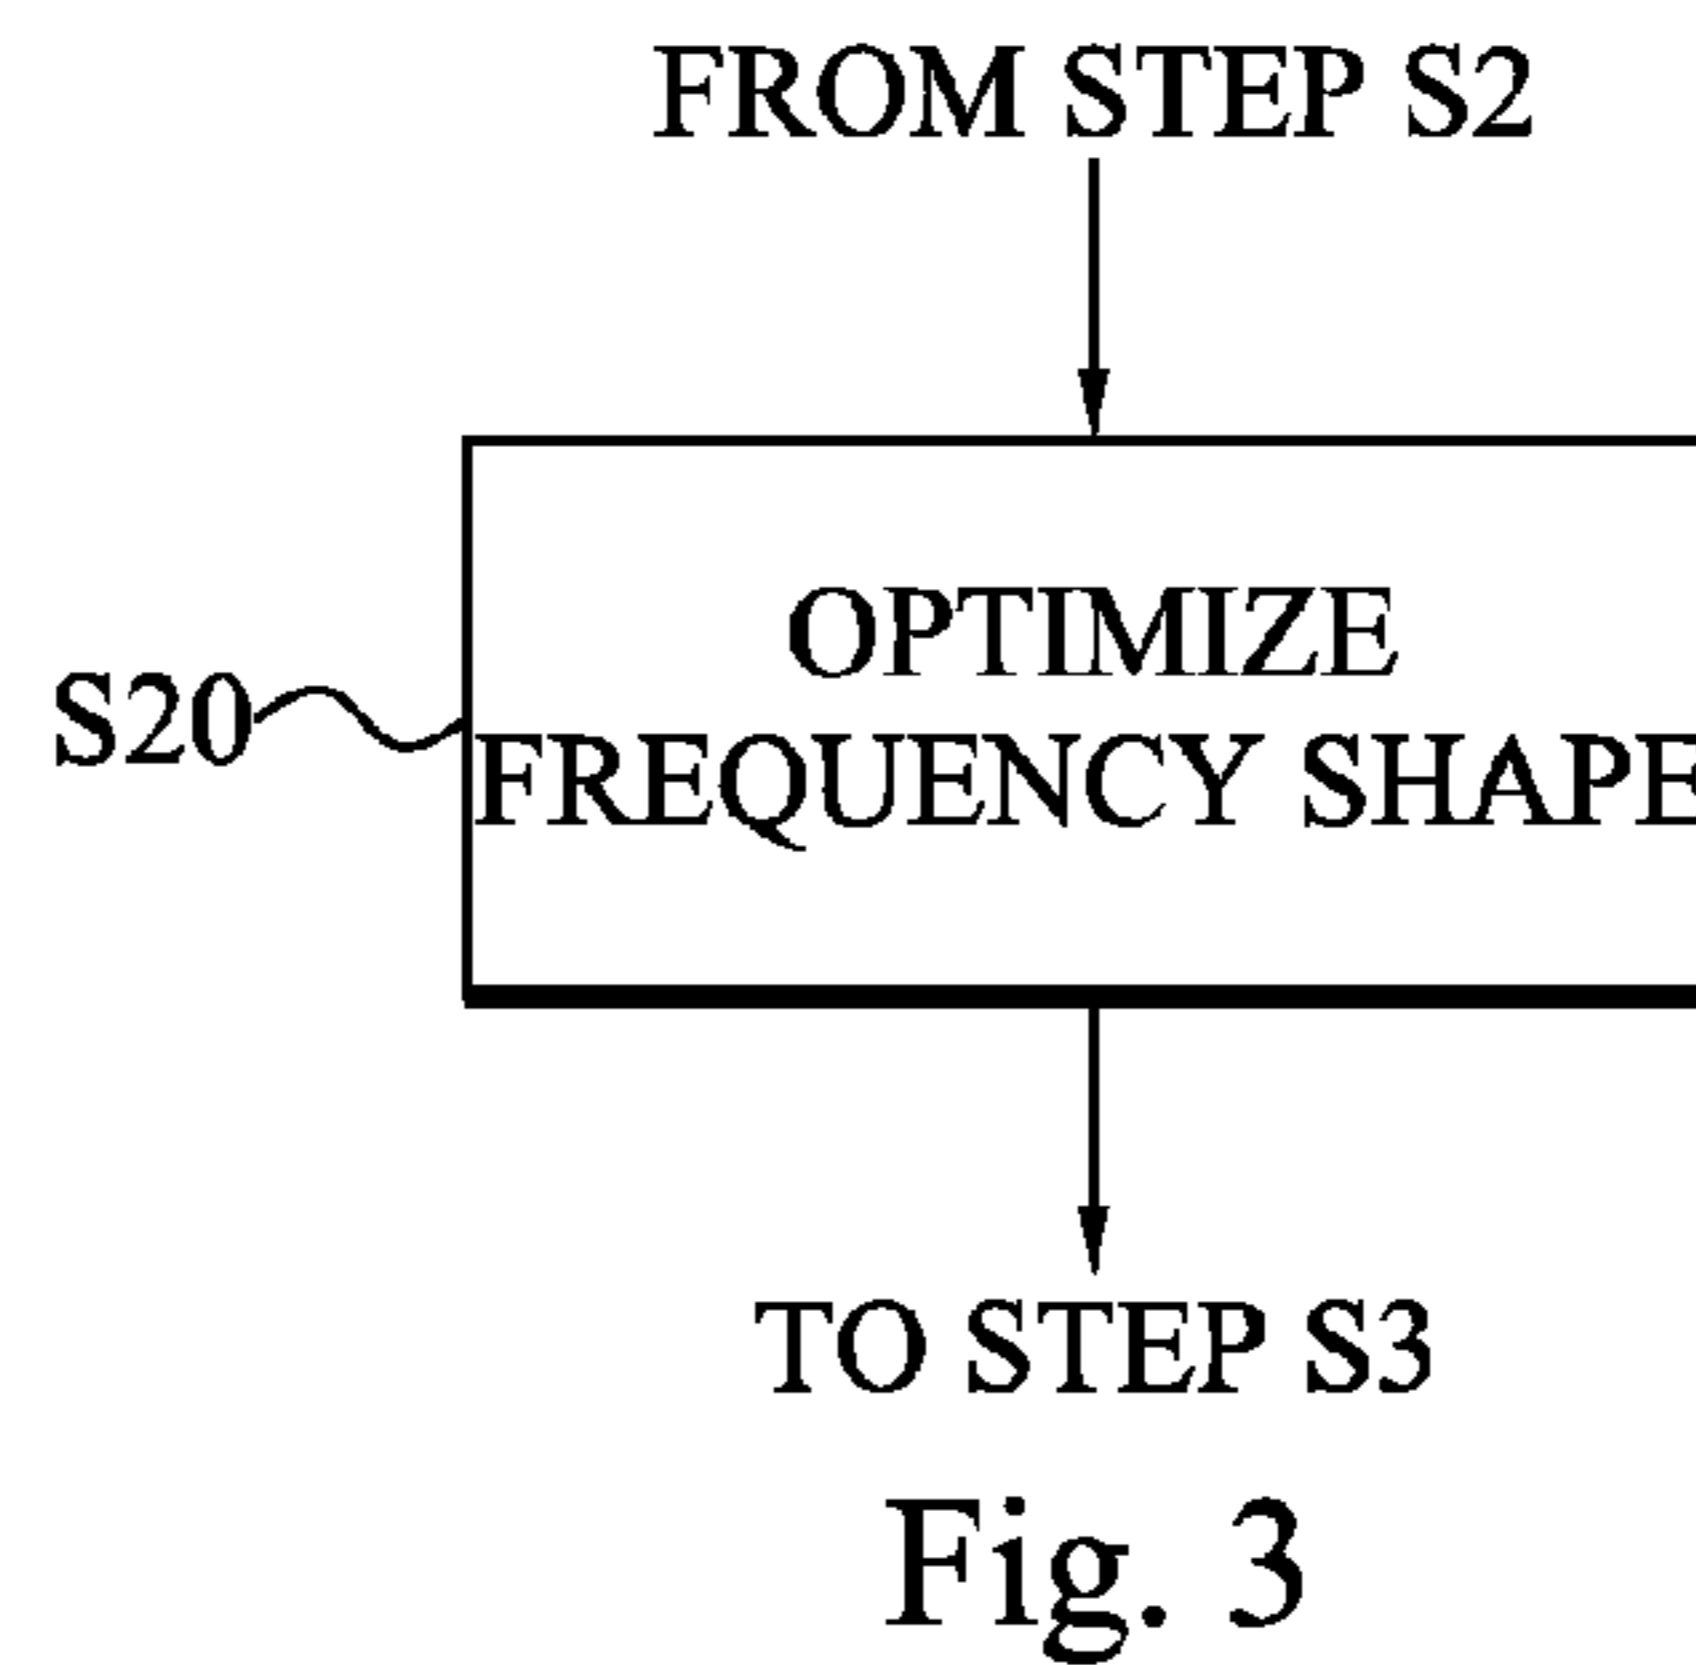 FROM STEP S2
OPTIMIZE
S20
FREQUENCY SHAPE
TO STEP S3
Fig. 3